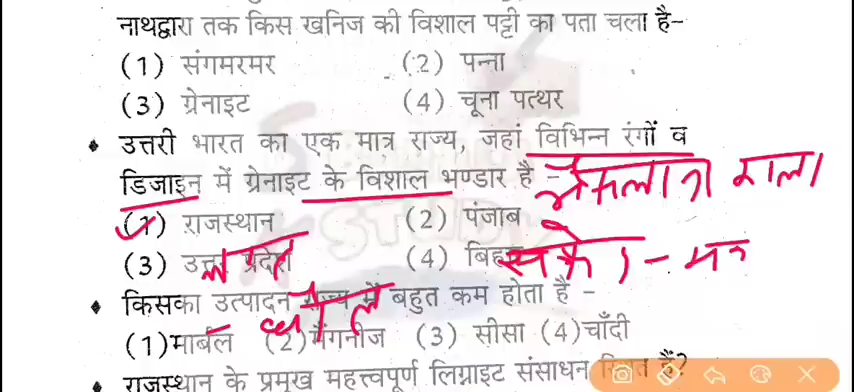 नाथद्वारा तक किस खनिज की विशाल पट्टी का पता चला है–
(1) संगमरमर (2) पन्ना
(3) ग्रेनाइट (4) चूना पत्थर
• उत्तरी भारत का एक मात्र राज्य, जहां विभिन्न रंगों व
डिजाइन में ग्रेनाइट के विशाल भण्डार है –
(1) राजस्थान (2) पंजाब
(3) उत्तर प्रदेश (4) बिहार
• किसका उत्पादन राज्य में बहुत कम होता है –
(1)मार्बल (2)मैंगनीज (3) सीसा (4)चाँदी
• राजस्थान के प्रमुख महत्त्वपूर्ण लिग्नाइट संसाधन स्थित हैं?